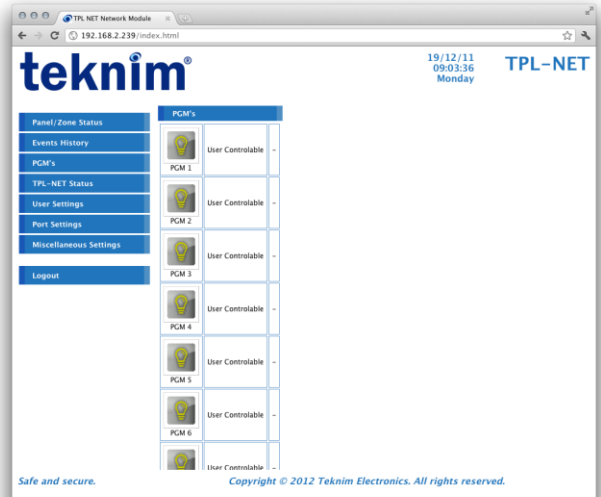 TPL NET Network Module
192.168.2.239/index.html
teknim®
19/12/11
09:03:36
Monday
TPL-NET
Panel/Zone Status
Events History
PGM's
TPL-NET Status
User Settings
Port Settings
Miscellaneous Settings
Logout
PGM's
PGM 1
User Controlable
-
PGM 2
User Controlable
-
PGM 3
User Controlable
-
PGM 4
User Controlable
-
PGM 5
User Controlable
-
PGM 6
User Controlable
-
User Controlable
-
Safe and secure.
Copyright © 2012 Teknim Electronics. All rights reserved.